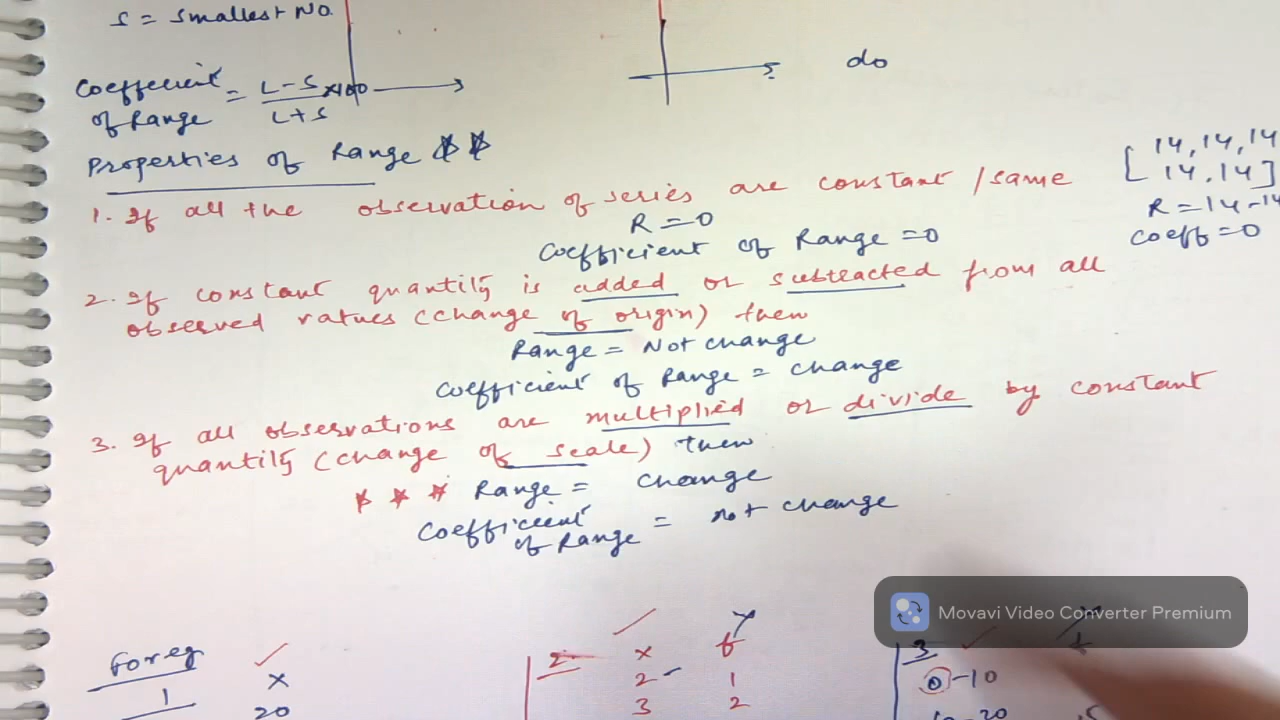 S = Smallest No.
Coefficient of Range = L-S/L+S ×100
do
Properties of Range
[14, 14, 14
14, 14]
R = 14-14
Coeff = 0
1. If all the observation of series are constant / same
R = 0
Coefficient of Range = 0
2. If constant quantity is added or subtracted from all
observed values (change of origin) then
Range = Not change
Coefficient of Range = change
3. If all observations are multiplied or divide by constant
quantity (change of scale) then
Range = change
Coefficient
of Range = not change
Movavi Video Converter Premium
Foreg
1 x
20
2 x f
2 1
3 2
3 f
0-10
10-20